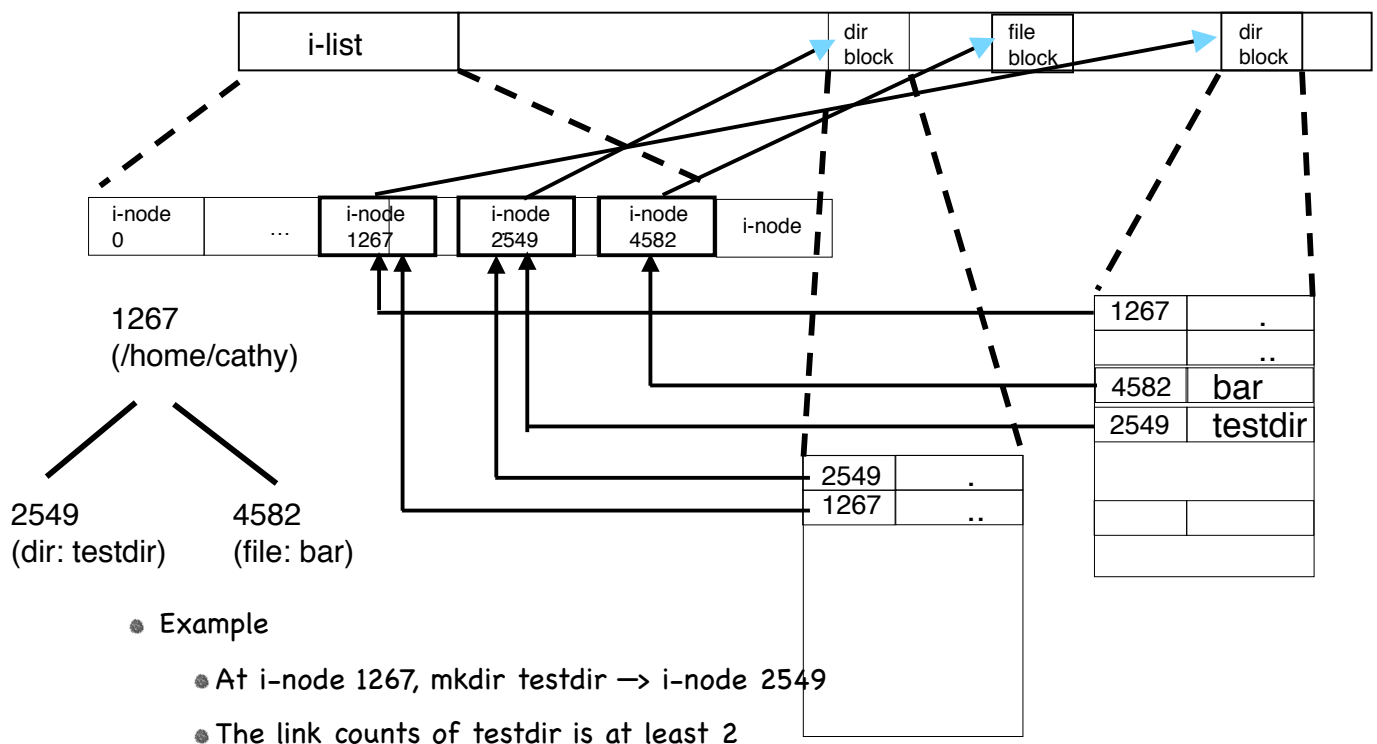 i-list
dir
block
file
block
dir
block
i-node
0
...
i-node
1267
i-node
2549
i-node
4582
i-node
1267
(/home/cathy)
2549
(dir: testdir)
4582
(file: bar)
1267 .
..
4582 bar
2549 testdir
2549 .
1267 ..
Example
At i-node 1267, mkdir testdir —> i-node 2549
The link counts of testdir is at least 2